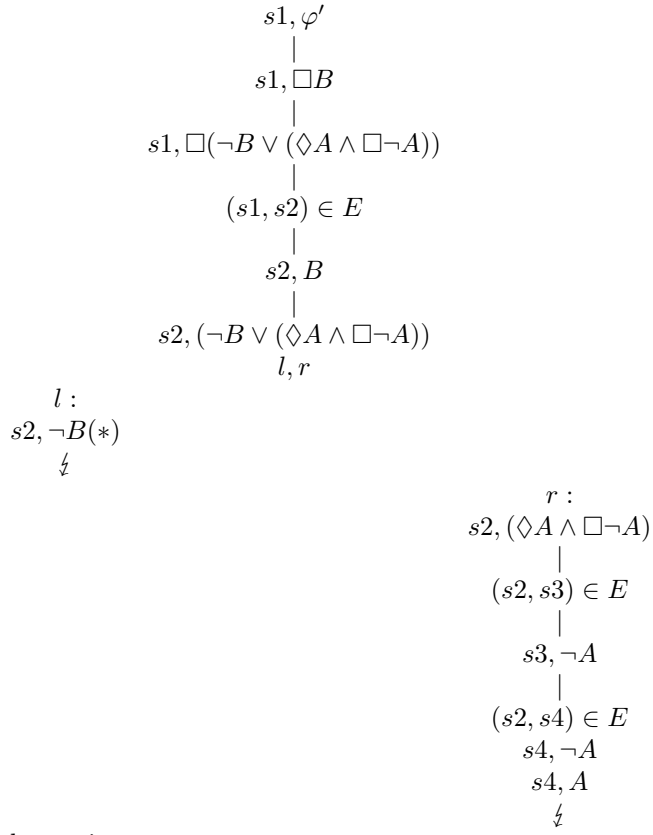 s1, φ′
s1, □B
s1, □(¬B ∨ (◊A ∧ □¬A))
(s1, s2) ∈ E
s2, B
s2, (¬B ∨ (◊A ∧ □¬A))
l, r
l :
s2, ¬B(∗)
↯
r :
s2, (◊A ∧ □¬A)
(s2, s3) ∈ E
s3, ¬A
(s2, s4) ∈ E
s4, ¬A
s4, A
↯